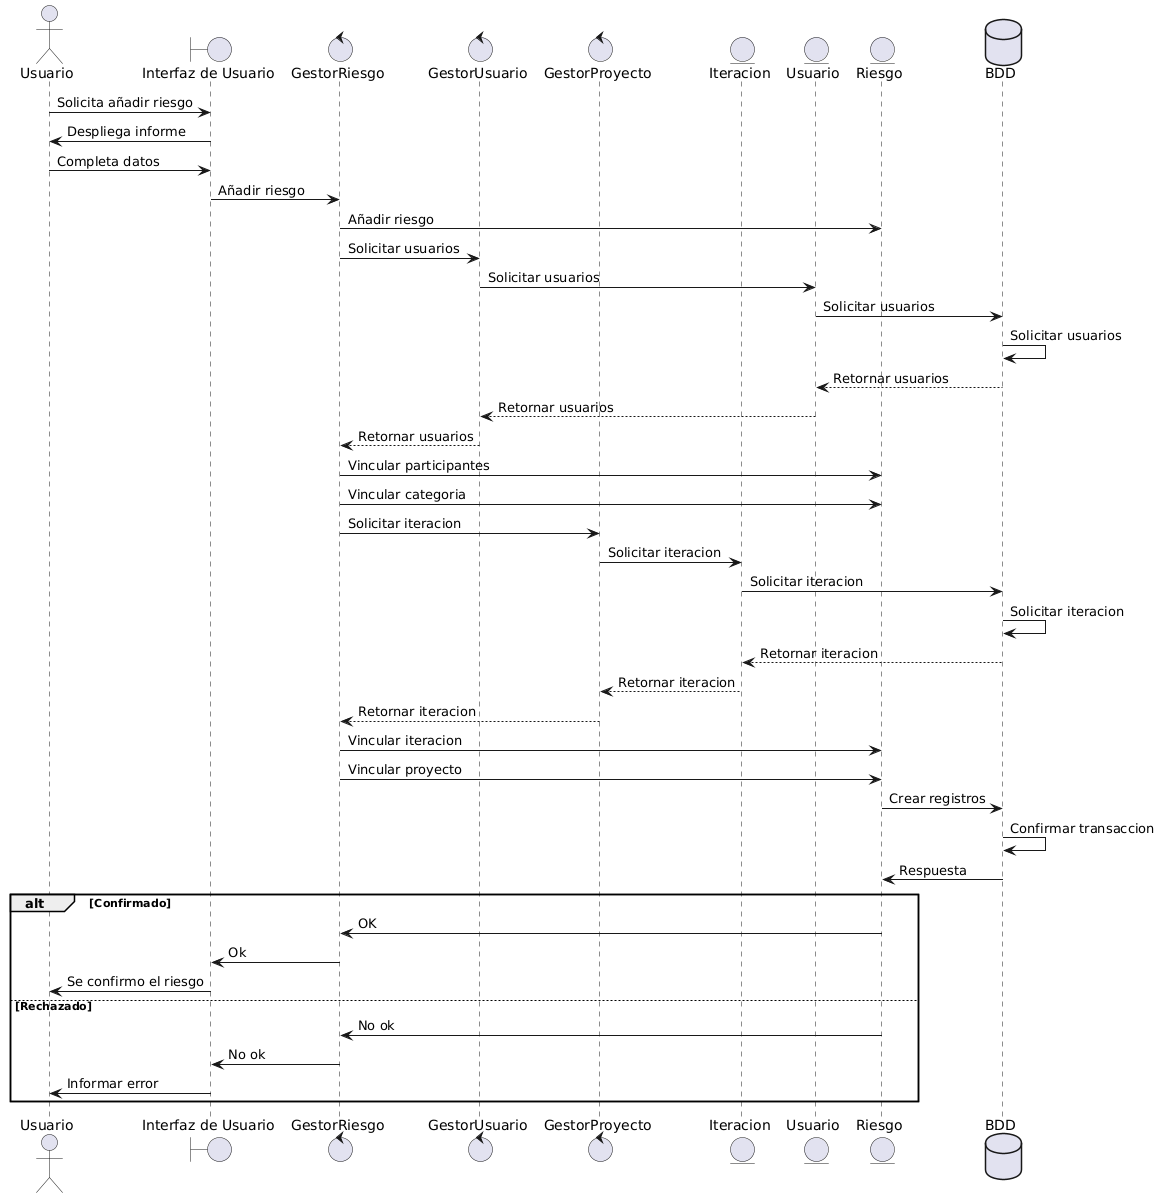 Usuario
Interfaz de Usuario
GestorRiesgo
GestorUsuario
GestorProyecto
Iteracion
Usuario
Riesgo
BDD
Solicita añadir riesgo
Despliega informe
Completa datos
Añadir riesgo
Añadir riesgo
Solicitar usuarios
Solicitar usuarios
Solicitar usuarios
Solicitar usuarios
Retornar usuarios
Retornar usuarios
Retornar usuarios
Vincular participantes
Vincular categoria
Solicitar iteracion
Solicitar iteracion
Solicitar iteracion
Solicitar iteracion
Retornar iteracion
Retornar iteracion
Retornar iteracion
Vincular iteracion
Vincular proyecto
Crear registros
Confirmar transaccion
Respuesta
alt [Confirmado]
OK
Ok
Se confirmo el riesgo
[Rechazado]
No ok
No ok
Informar error
Usuario
Interfaz de Usuario
GestorRiesgo
GestorUsuario
GestorProyecto
Iteracion
Usuario
Riesgo
BDD